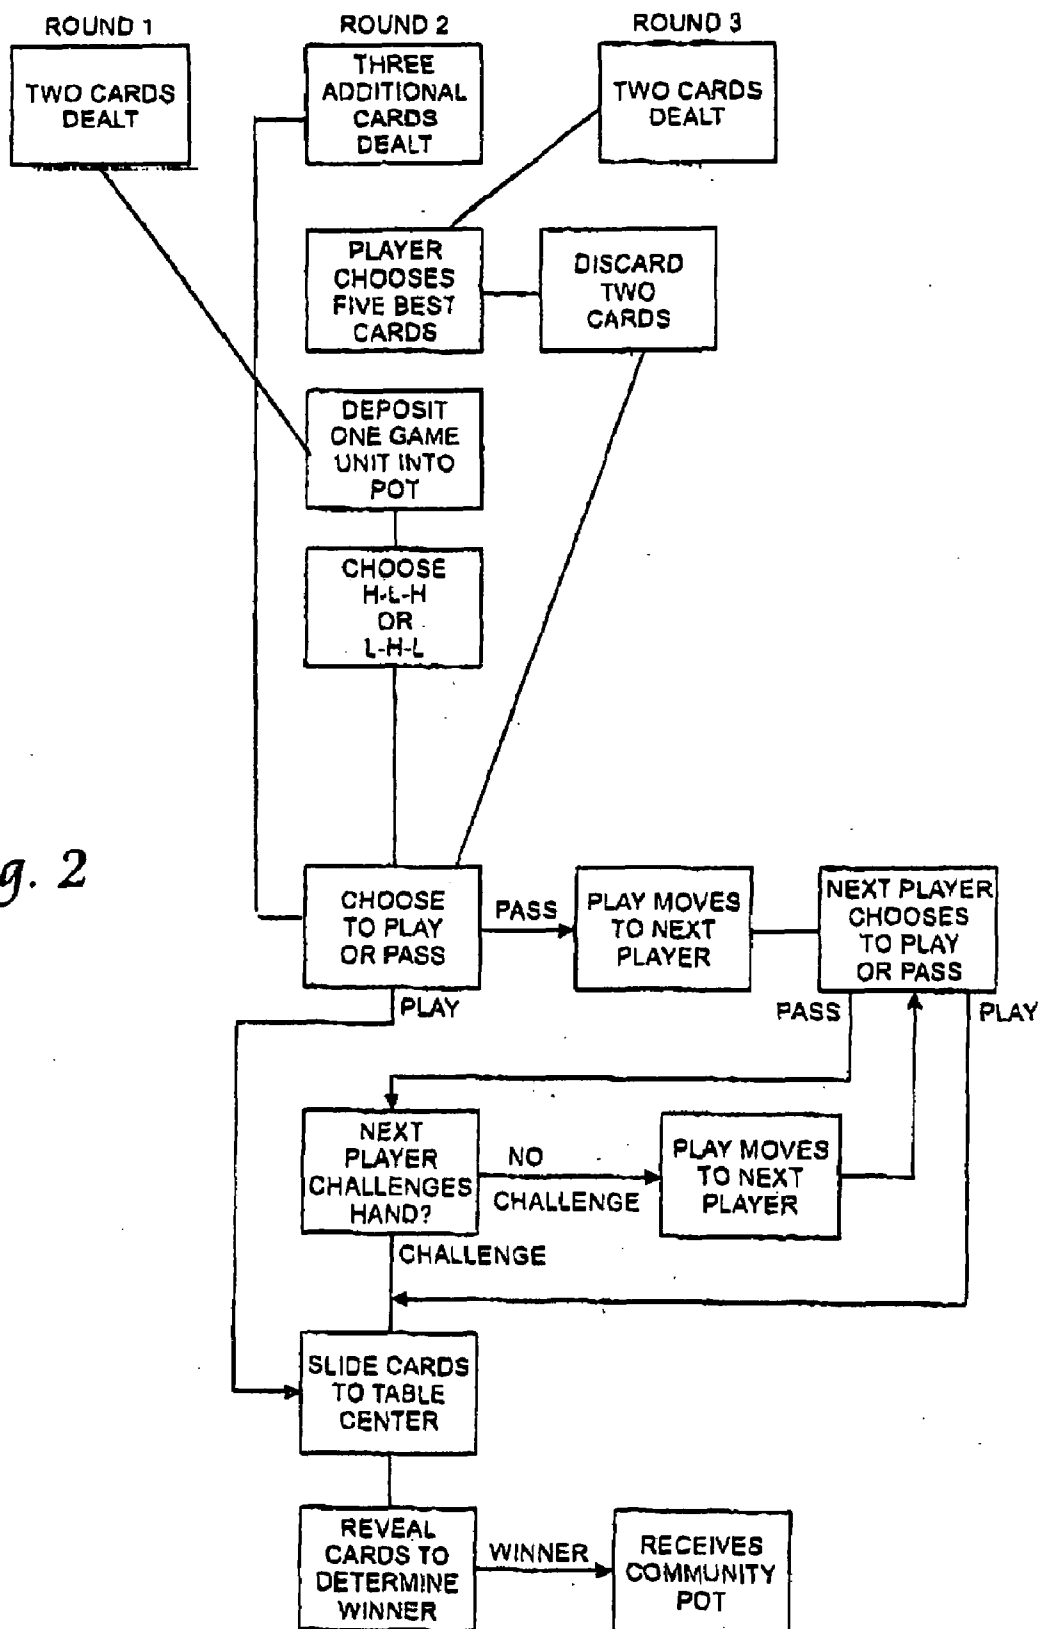 ROUND 1
ROUND 2
ROUND 3
TWO CARDS
DEALT
THREE
ADDITIONAL
CARDS
DEALT
TWO CARDS
DEALT
PLAYER
CHOOSES
FIVE BEST
CARDS
DISCARD
TWO
CARDS
DEPOSIT
ONE GAME
UNIT INTO
POT
CHOOSE
H-L-H
OR
L-H-L
g. 2
CHOOSE
TO PLAY
OR PASS
PASS
PLAY MOVES
TO NEXT
PLAYER
NEXT PLAYER
CHOOSES
TO PLAY
OR PASS
PLAY
PASS
PLAY
NEXT
PLAYER
CHALLENGES
HAND?
NO
CHALLENGE
PLAY MOVES
TO NEXT
PLAYER
CHALLENGE
SLIDE CARDS
TO TABLE
CENTER
REVEAL
CARDS TO
DETERMINE
WINNER
WINNER
RECEIVES
COMMUNITY
POT